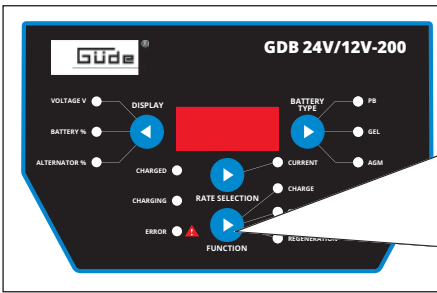 Güde ®
GDB 24V/12V-200
VOLTAGE V
DISPLAY
BATTERY TYPE
PB
BATTERY %
GEL
ALTERNATOR %
AGM
CHARGED
CURRENT
CHARGING
RATE SELECTION
CHARGE
ERROR
FUNCTION
REGENERATION